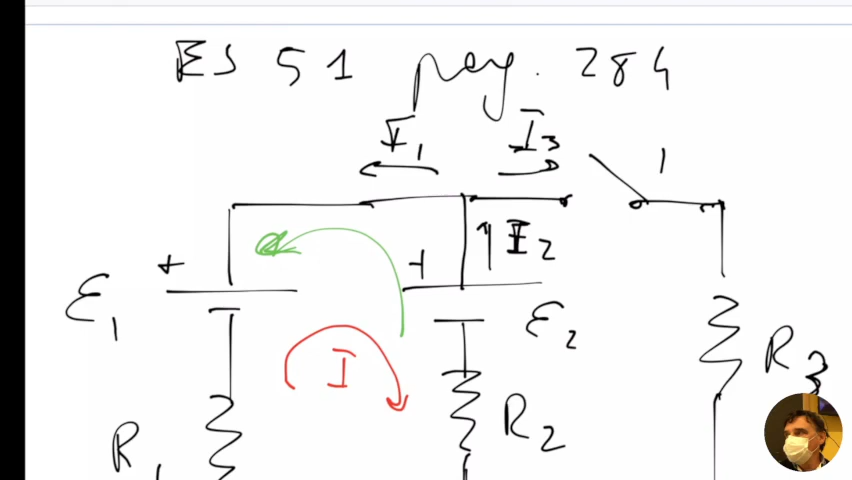 ES 51 pag. 284
I1 I3
1
I2
+ +
ε1 ε2
I
R3
R2
R1